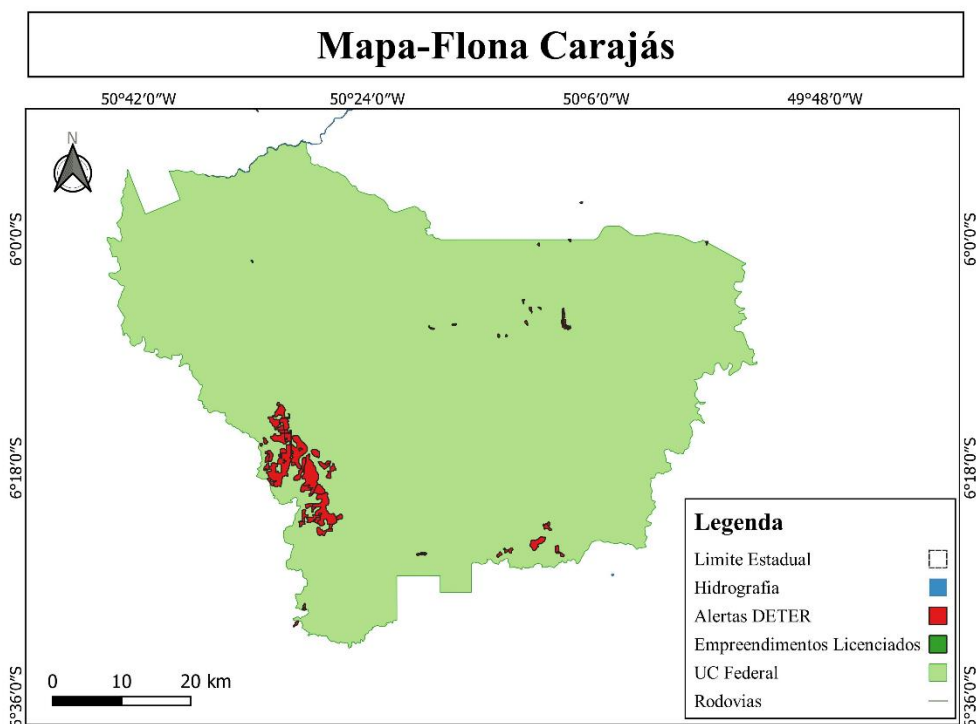 Mapa-Flona Carajás
50°42′0″W 50°24′0″W 50°6′0″W 49°48′0″W
N
6°0′0″S 6°0′0″S
6°18′0″S 6°18′0″S
Legenda
Limite Estadual
Hidrografia
Alertas DETER
Empreendimentos Licenciados
UC Federal
Rodovias
0 10 20 km
6°36′0″S 6°36′0″S